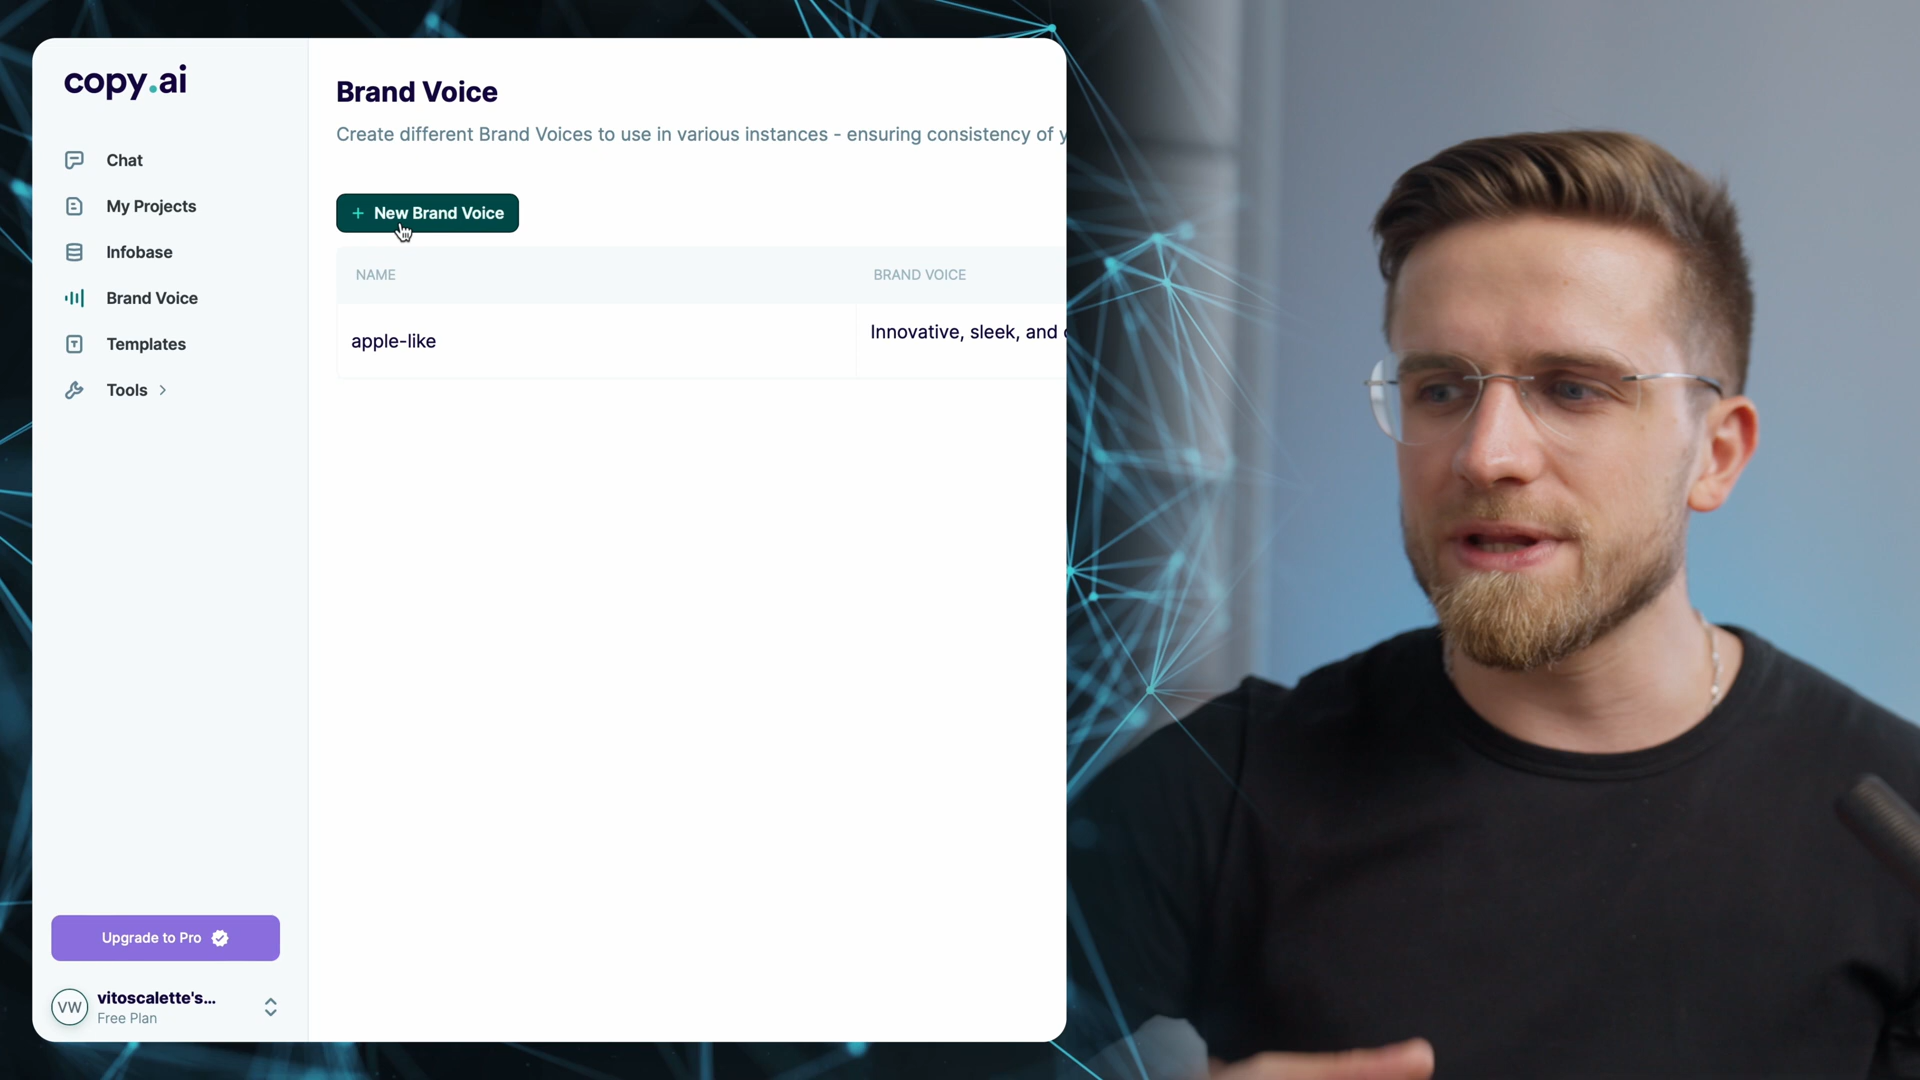 copy.ai
Chat
My Projects
Infobase
Brand Voice
Templates
Tools
Upgrade to Pro
VW
vitoscalette's...
Free Plan
Brand Voice
Create different Brand Voices to use in various instances - ensuring consistency of
+ New Brand Voice
NAME
BRAND VOICE
apple-like
Innovative, sleek, and